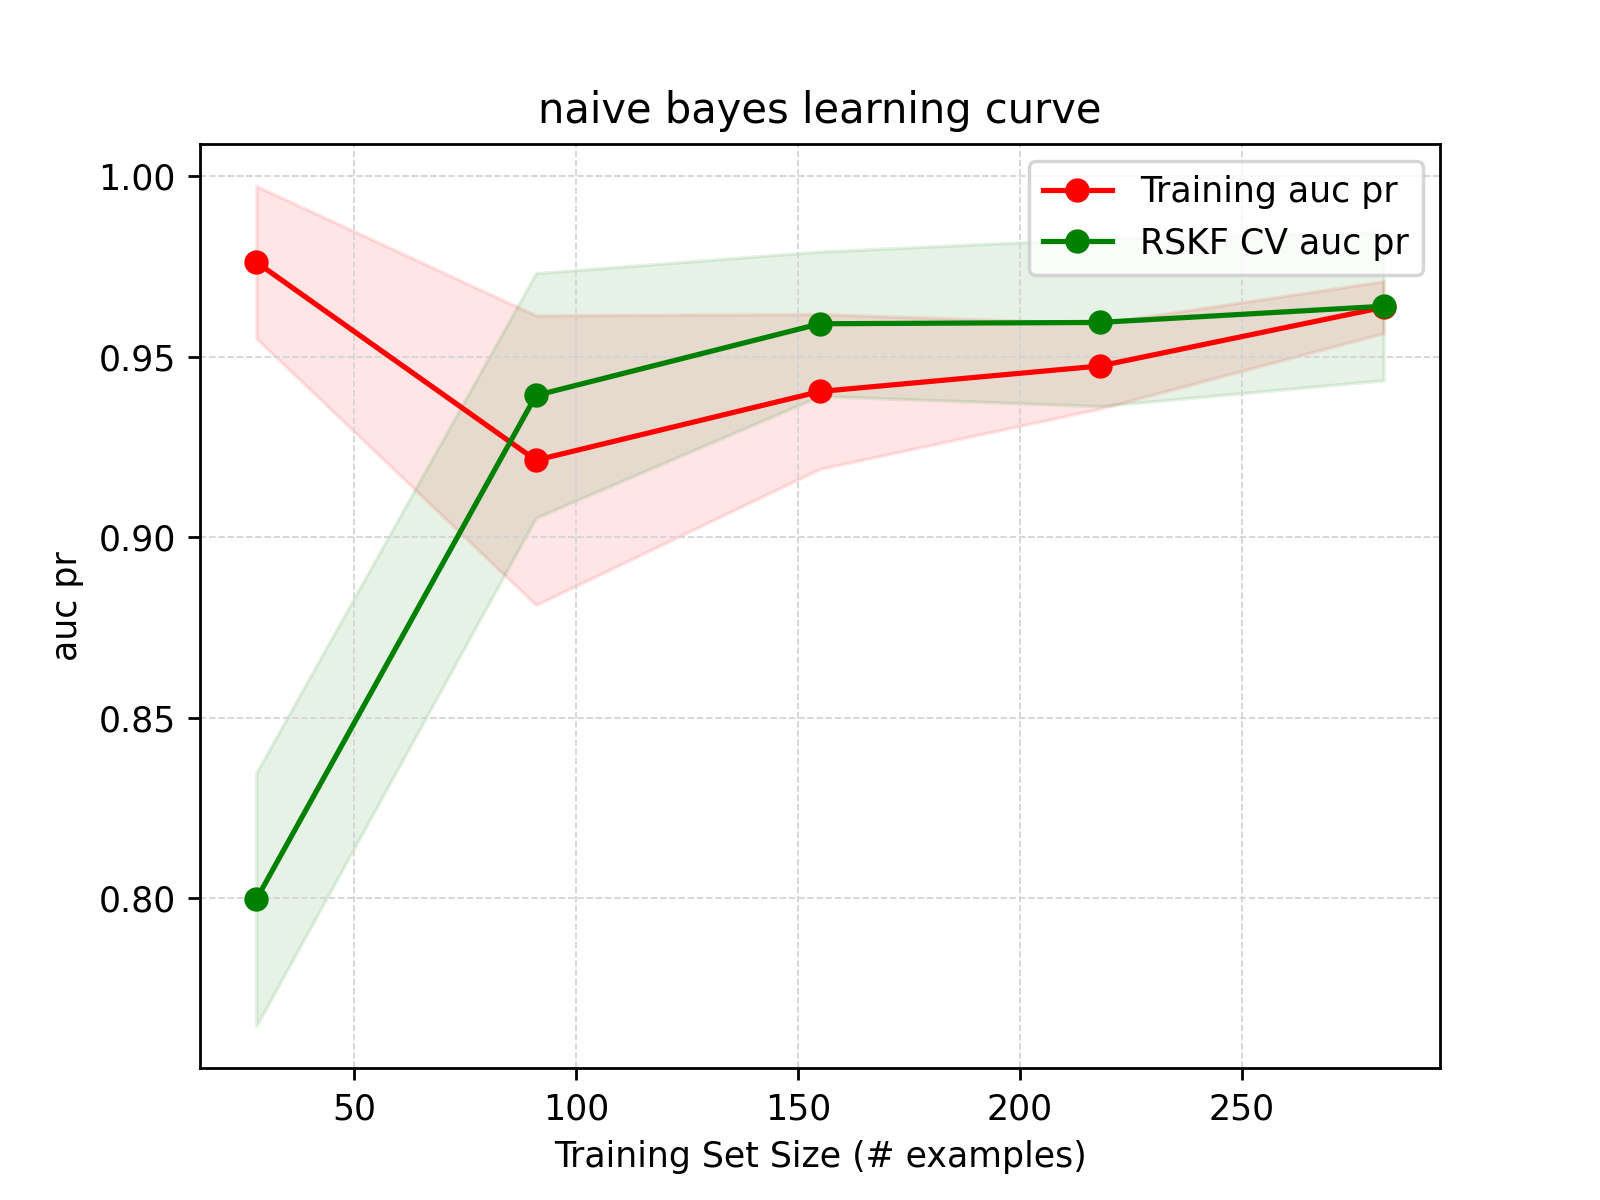 naive bayes learning curve
Training auc pr
RSKF CV auc pr
1.00
0.95
0.90
0.85
0.80
auc pr
50 100 150 200 250
Training Set Size (# examples)